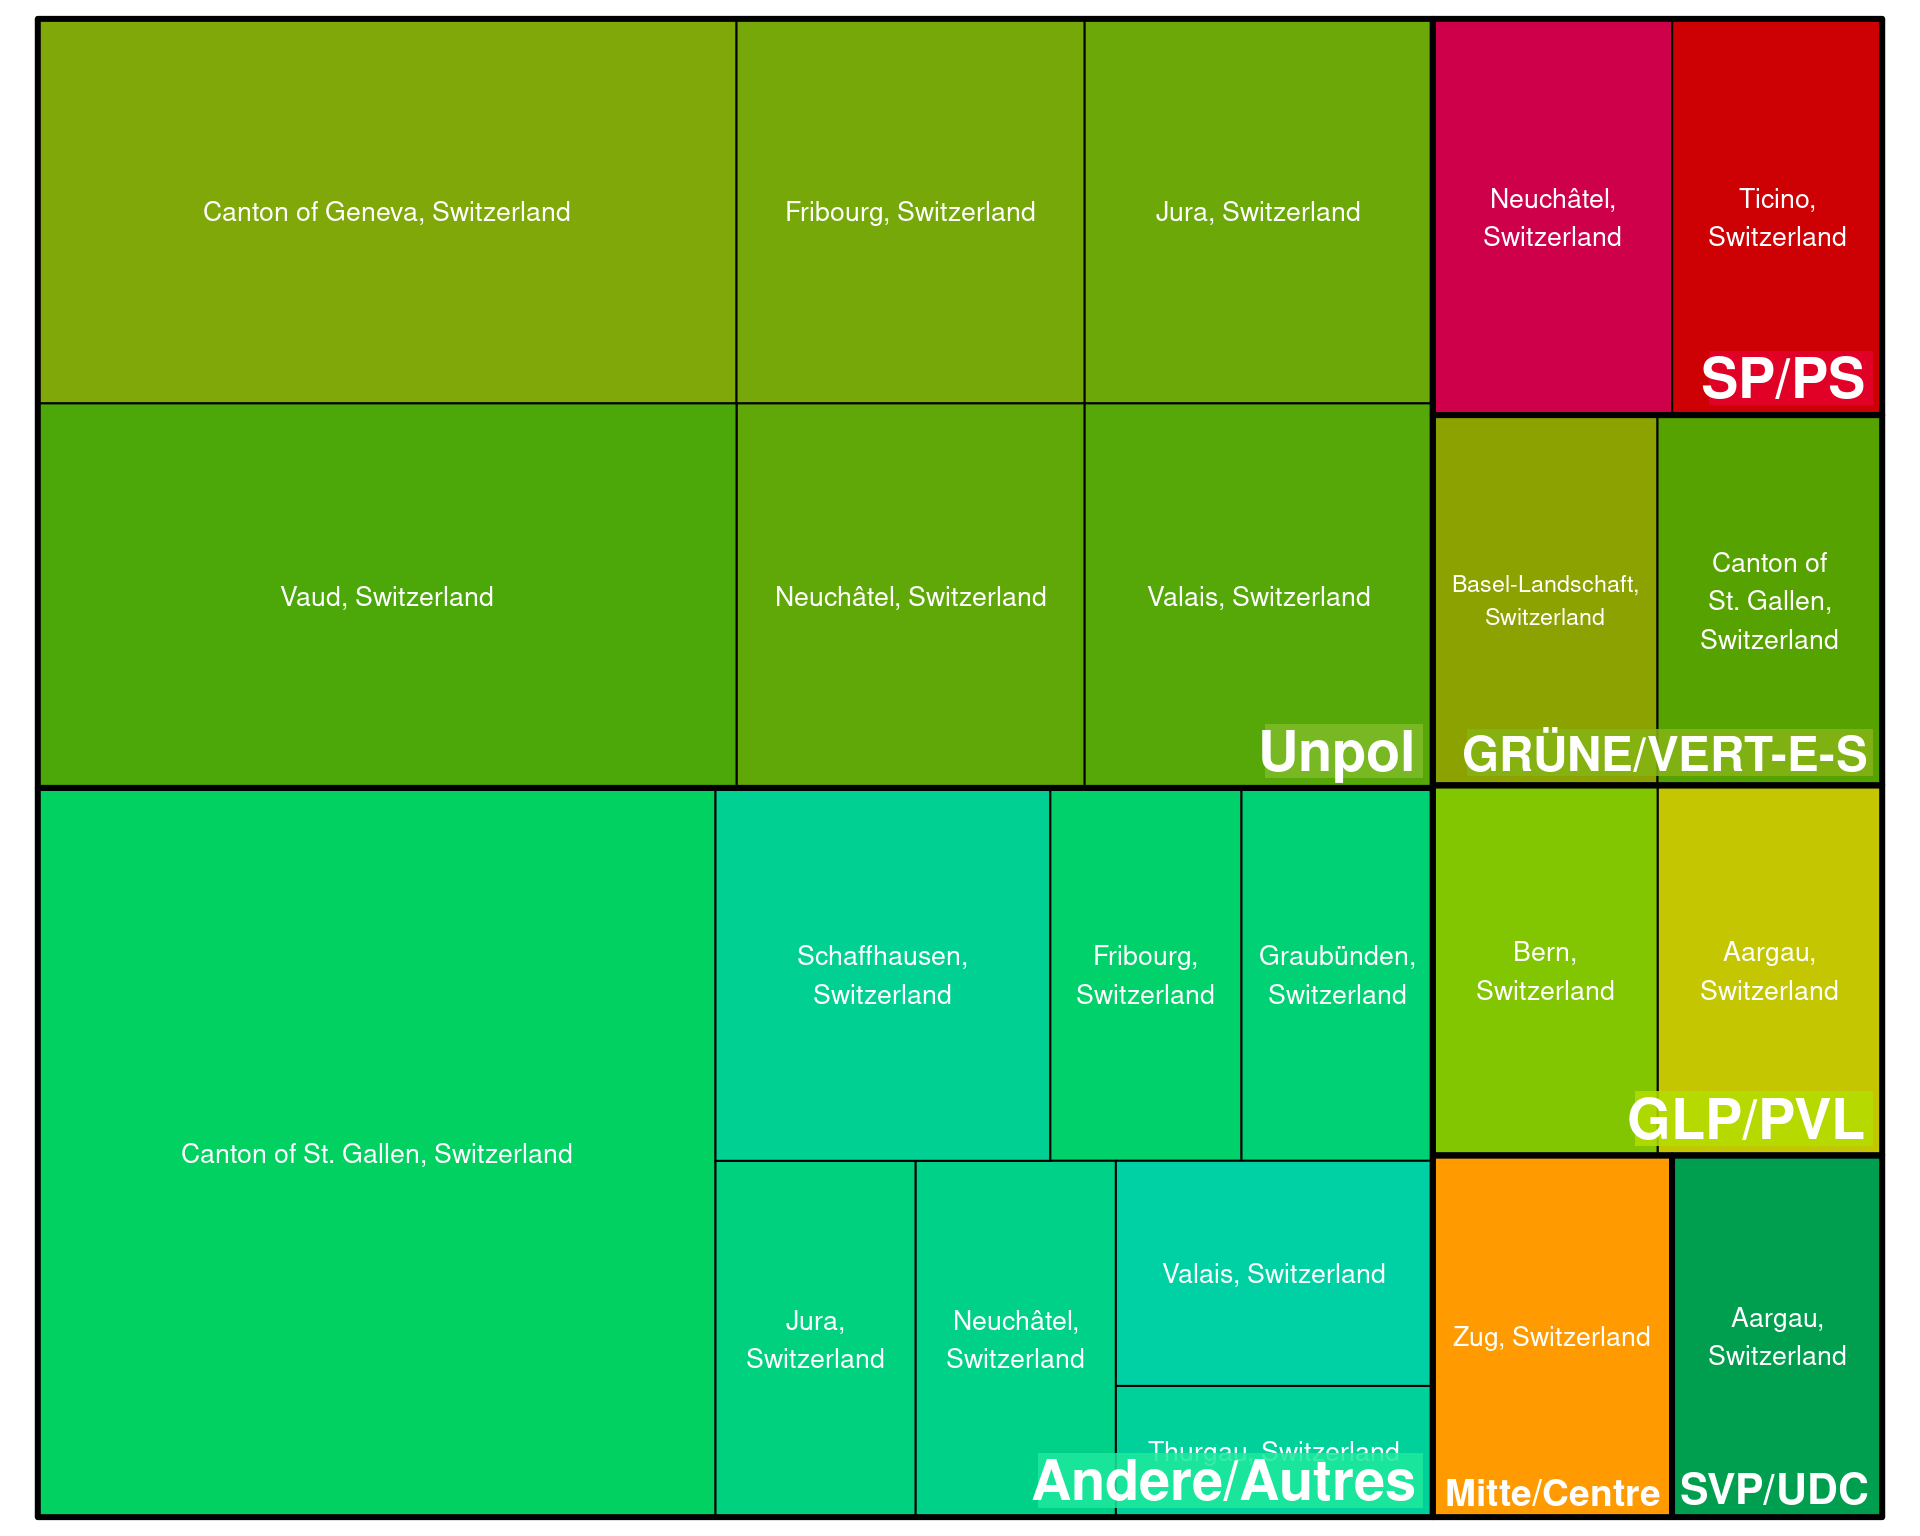 Canton of Geneva, Switzerland
Fribourg, Switzerland
Jura, Switzerland
Vaud, Switzerland
Neuchâtel, Switzerland
Valais, Switzerland
Unpol
Neuchâtel,
Switzerland
Ticino,
Switzerland
SP/PS
Basel-Landschaft,
Switzerland
Canton of
St. Gallen,
Switzerland
GRÜNE/VERT-E-S
Canton of St. Gallen, Switzerland
Schaffhausen,
Switzerland
Fribourg,
Switzerland
Graubünden,
Switzerland
Jura,
Switzerland
Neuchâtel,
Switzerland
Valais, Switzerland
Thurgau, Switzerland
Andere/Autres
Bern,
Switzerland
Aargau,
Switzerland
GLP/PVL
Zug, Switzerland
Mitte/Centre
Aargau,
Switzerland
SVP/UDC